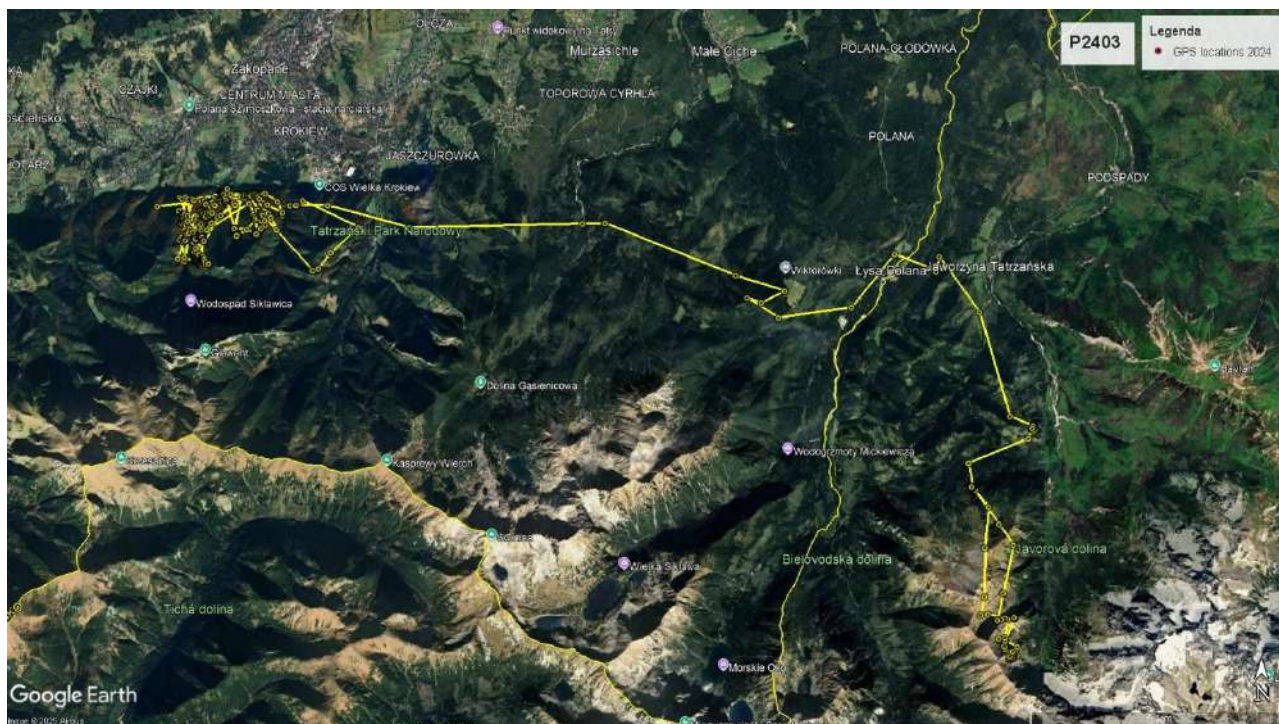 OLCZA
Punkt widokowy na Tatry
Murzasichle
Małe Ciche
POLANA GŁODÓWKA
P2403
Legenda
GPS locations 2024
Zakopane
CZAJKI
CENTRUM MIASTA
TOPOROWA CYRHLA
Polana Szymoszkowa - stacja narciarska
KROKIEW
POLANA
JASZCZURÓWKA
PODSPADY
COS Wielka Krokiew
Tatrzański Park Narodowy
Wiktorówki
Łysa Polana
Jaworzyna Tatrzańska
Wodospad Siklawica
Giewont
Dolina Gąsienicowa
Wodogrzmoty Mickiewicza
Kasprowy Wierch
Javorová dolina
Bielovodska dolina
Wielka Siklawa
Tichá dolina
Morskie Oko
Google Earth
N